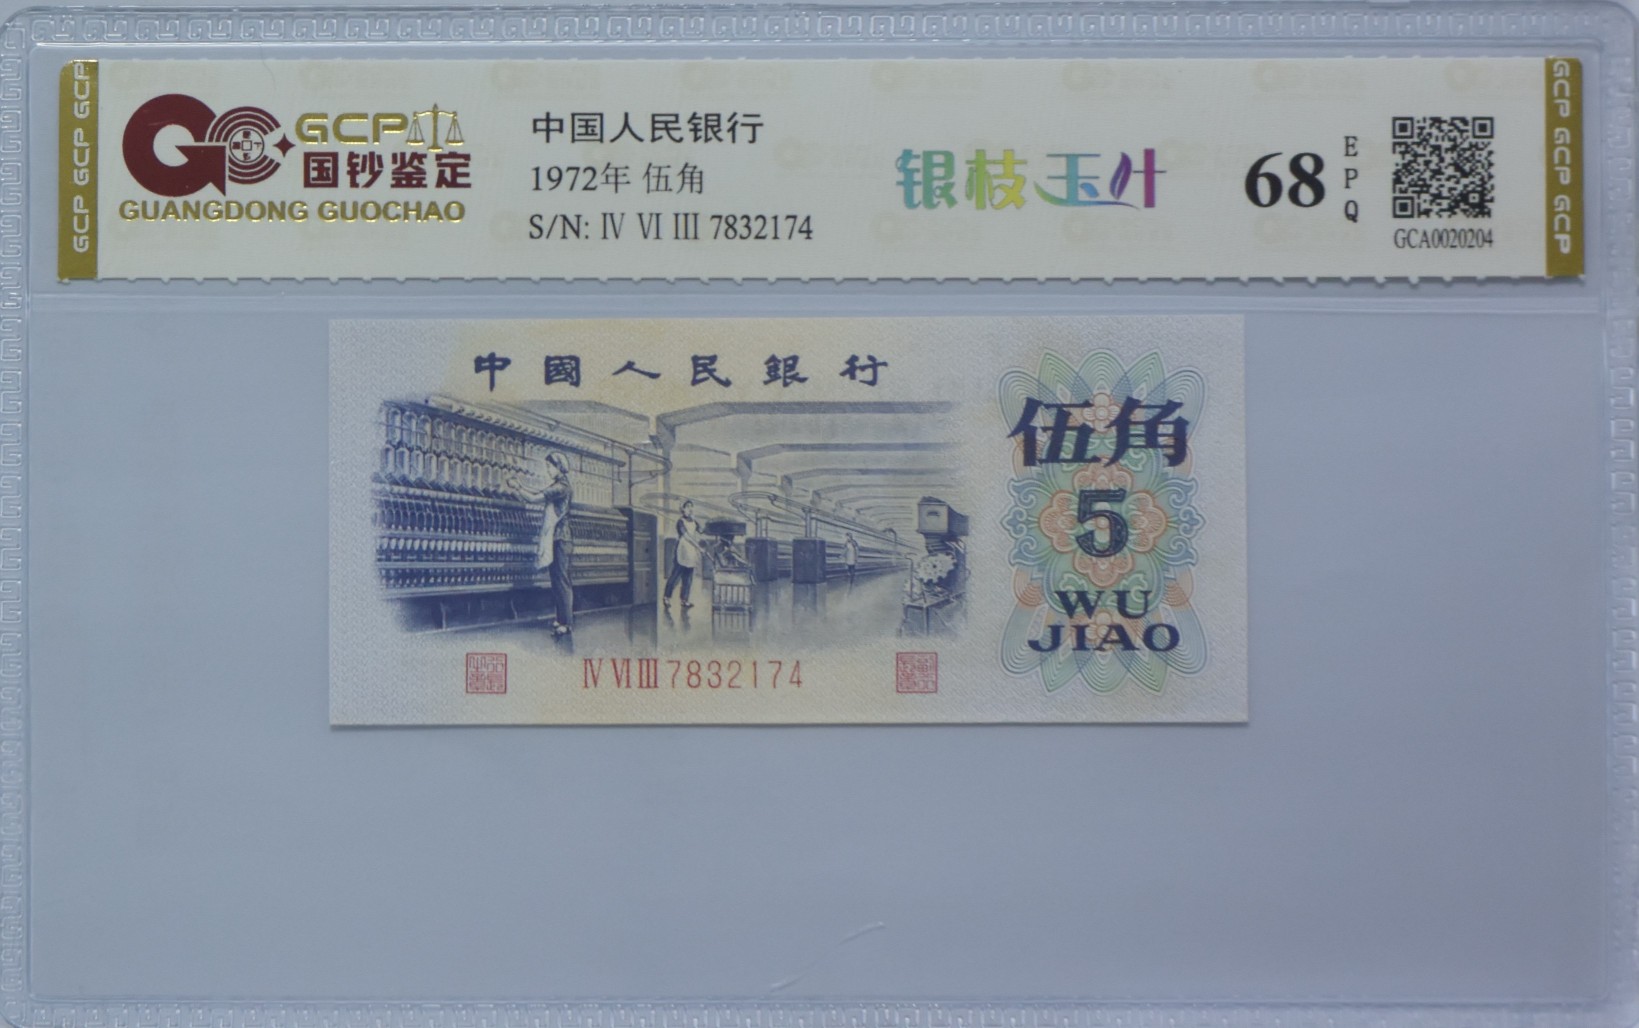 GCP GCP GCP
GCP
国钞鉴定
GUANGDONG GUOCHAO
中国人民银行
1972年 伍角
S/N: Ⅳ Ⅵ Ⅲ 7832174
银枝玉叶
68
EPQ
GCA0020204
GCP GCP GCP
中國人民銀行
伍角
5
WU
JIAO
Ⅳ Ⅵ Ⅲ 7832174